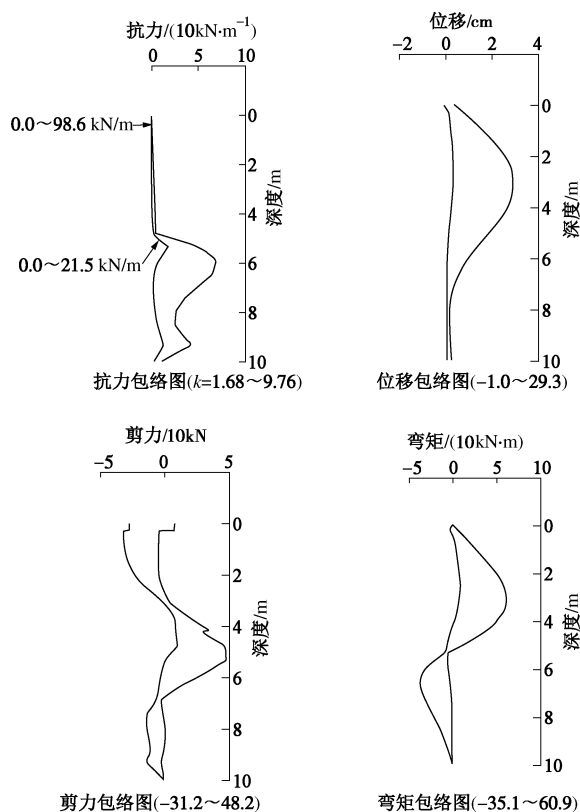 抗力/(10kN·m⁻¹)
0 5 10
0.0～98.6 kN/m
0.0～21.5 kN/m
0
2
4
6
8
10
深度/m
抗力包络图(k=1.68～9.76)
位移/cm
−2 0 2 4
0
2
4
6
8
10
深度/m
位移包络图(−1.0～29.3)
剪力/10kN
−5 0 5
0
2
4
6
8
10
深度/m
剪力包络图(−31.2～48.2)
弯矩/(10kN·m)
−5 0 5 10
0
2
4
6
8
10
深度/m
弯矩包络图(−35.1～60.9)